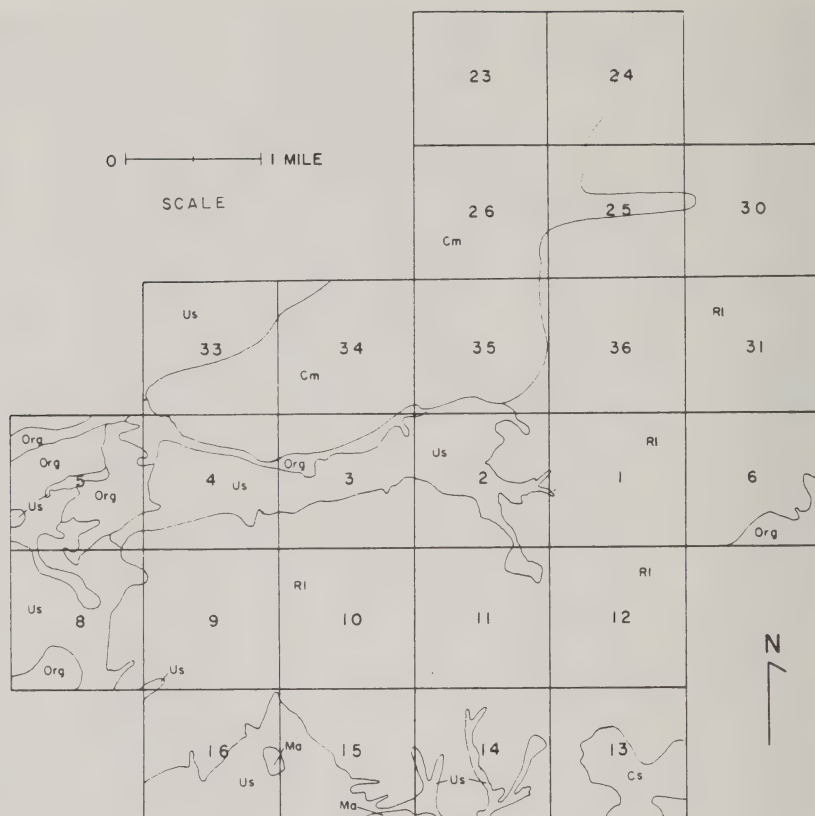 23 24
0 1 MILE
SCALE
26 25 30
Cm
Us Rl
33 34 35 36 31
Cm
Org Rl
Org Org Us
5 4 Us 3 2 1 6
Org
Us Org
Rl Rl
Us
8 9 10 11 12
N
Org Us
16 Ma 15 14 13
Us Us Cs
Ma